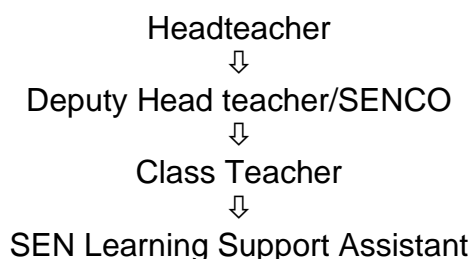 Headteacher
⇩
Deputy Head teacher/SENCO
⇩
Class Teacher
⇩
SEN Learning Support Assistant